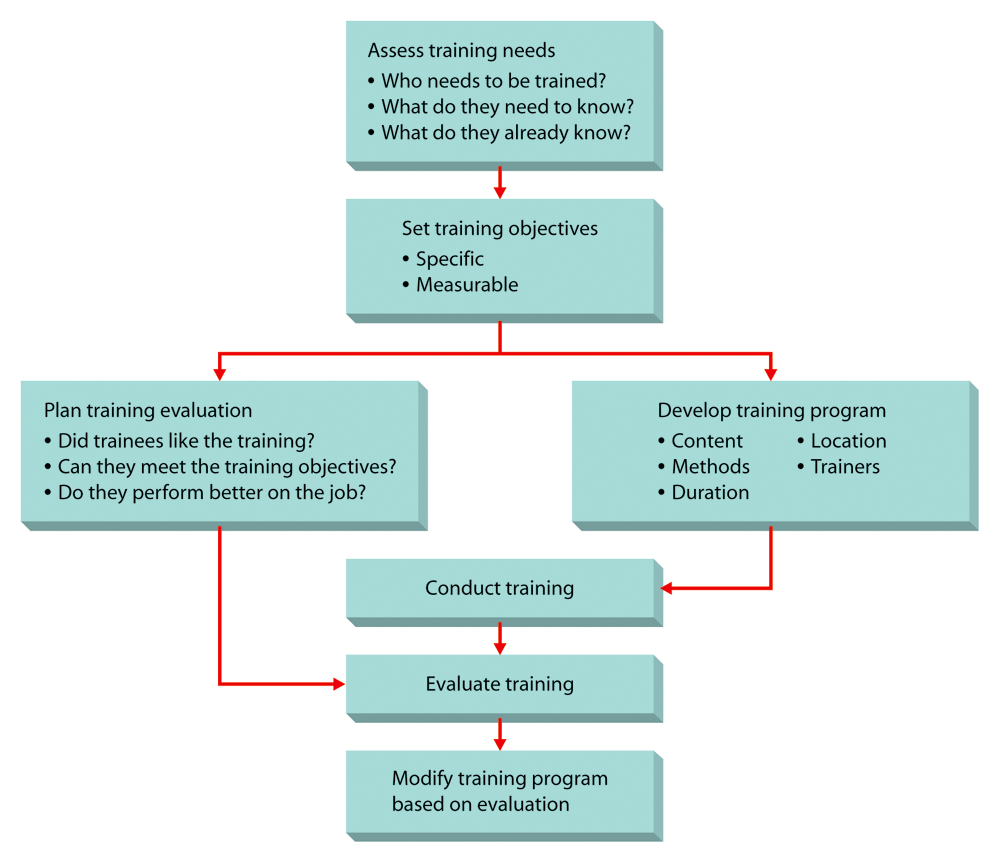 Assess training needs
• Who needs to be trained?
• What do they need to know?
• What do they already know?
Set training objectives
• Specific
• Measurable
Plan training evaluation
• Did trainees like the training?
• Can they meet the training objectives?
• Do they perform better on the job?
Develop training program
• Content
• Methods
• Duration
• Location
• Trainers
Conduct training
Evaluate training
Modify training program
based on evaluation